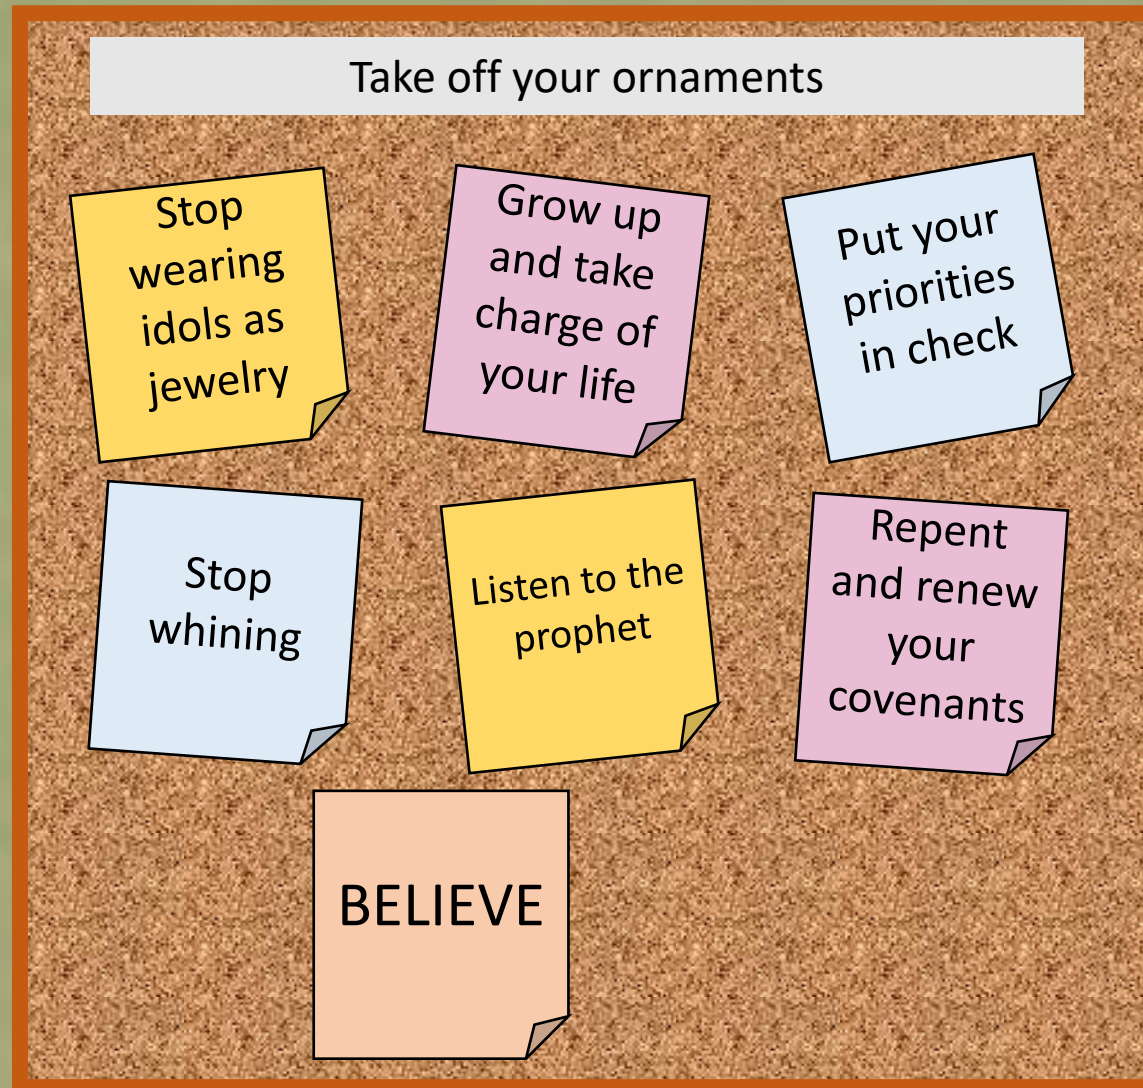 Take off your ornaments
Stop
wearing
idols as
jewelry
Grow up
and take
charge of
your life
Put your
priorities
in check
Stop
whining
Listen to the
prophet
Repent
and renew
your
covenants
BELIEVE